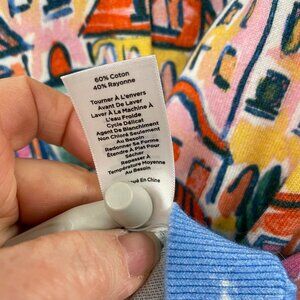 60% Coton
40% Rayonne
Tourner À L'envers
Avant De Laver
Laver À La Machine À
L'eau Froide
Cycle Délicat
Agent De Blanchiment
Non Chloré Seulement
Au Besoin
Redonner Sa Forme
Étendre À Plat Pour
Sécher
Repasser À
Température Moyenne
Au Besoin
Fait En Chine